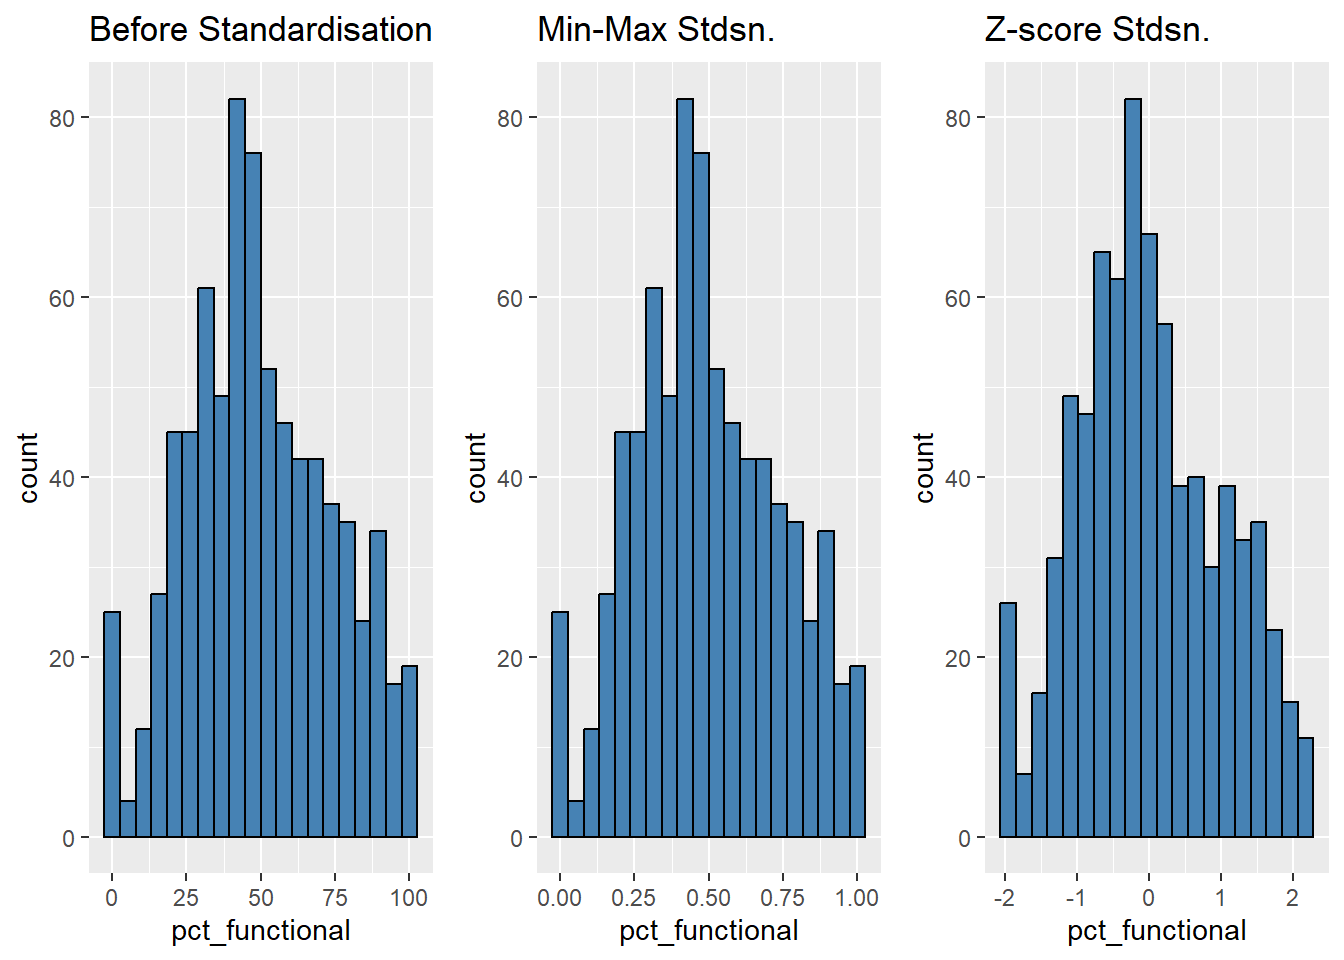 Before Standardisation
80
60
40
20
0
count
0 25 50 75 100
pct_functional
Min-Max Stdsn.
80
60
40
20
0
count
0.00 0.25 0.50 0.75 1.00
pct_functional
Z-score Stdsn.
80
60
40
20
0
count
-2 -1 0 1 2
pct_functional